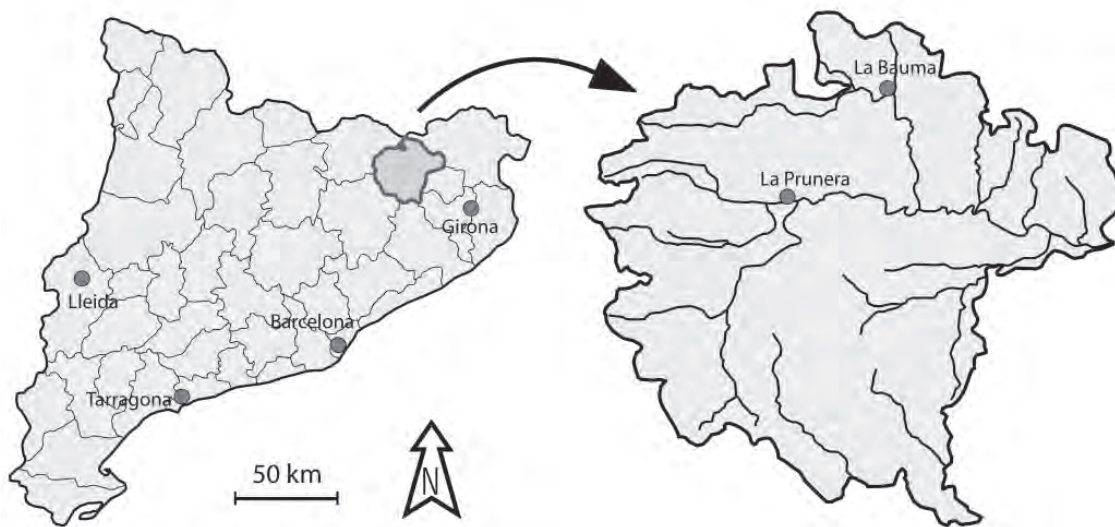 La Bauma
La Prunera
Girona
Lleida
Barcelona
Tarragona
50 km
N